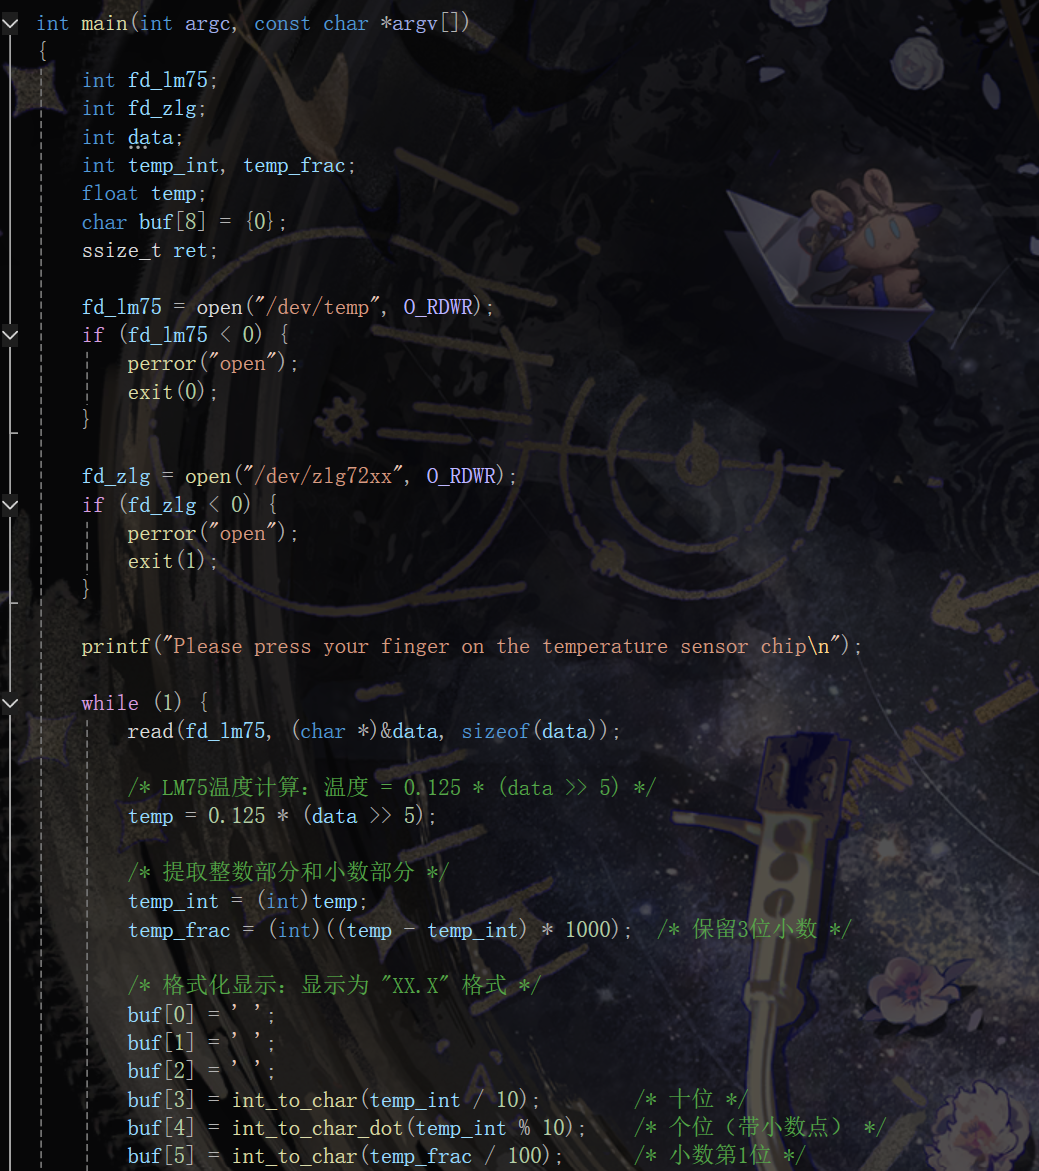 int main(int argc, const char *argv[])
{
int fd_lm75;
int fd_zlg;
int data;
int temp_int, temp_frac;
float temp;
char buf[8] = {0};
ssize_t ret;
fd_lm75 = open("/dev/temp", O_RDWR);
if (fd_lm75 < 0) {
perror("open");
exit(0);
}
fd_zlg = open("/dev/zlg72xx", O_RDWR);
if (fd_zlg < 0) {
perror("open");
exit(1);
}
printf("Please press your finger on the temperature sensor chip\n");
while (1) {
read(fd_lm75, (char *)&data, sizeof(data));
/* LM75温度计算：温度 = 0.125 * (data >> 5) */
temp = 0.125 * (data >> 5);
/* 提取整数部分和小数部分 */
temp_int = (int)temp;
temp_frac = (int)((temp - temp_int) * 1000);  /* 保留3位小数 */
/* 格式化显示：显示为 "XX.X" 格式 */
buf[0] = ' ';
buf[1] = ' ';
buf[2] = ' ';
buf[3] = int_to_char(temp_int / 10);        /* 十位 */
buf[4] = int_to_char_dot(temp_int % 10);    /* 个位（带小数点） */
buf[5] = int_to_char(temp_frac / 100);      /* 小数第1位 */